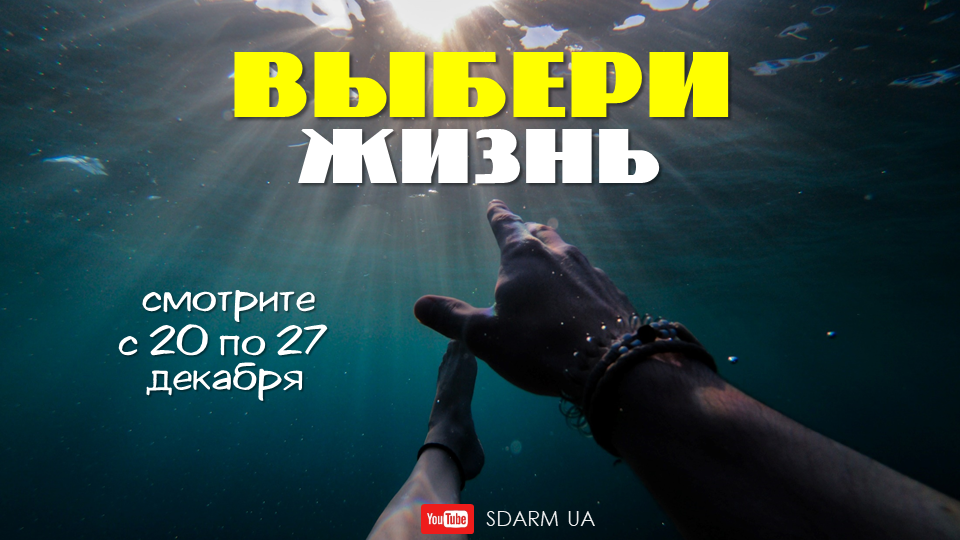 ВЫБЕРИ
ЖИЗНЬ
смотрите
с 20 по 27
декабря
YouTube SDARM UA